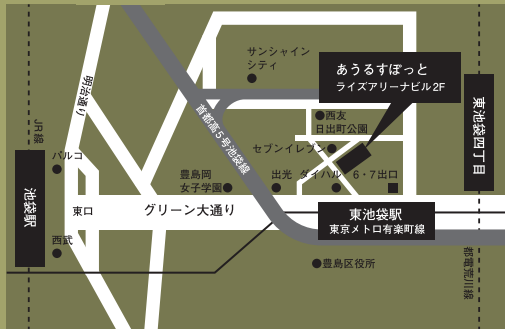 サンシャイン
シティ
あうるすぽっと
ライズアリーナビル2F
明治通り
首都高5号池袋線
西友
日出町公園
東池袋四丁目
JR線
パルコ
セブンイレブン
池袋駅
豊島岡
女子学園
出光
ダイハル
6・7出口
東口
グリーン大通り
東池袋駅
東京メトロ有楽町線
西武
豊島区役所
都電荒川線